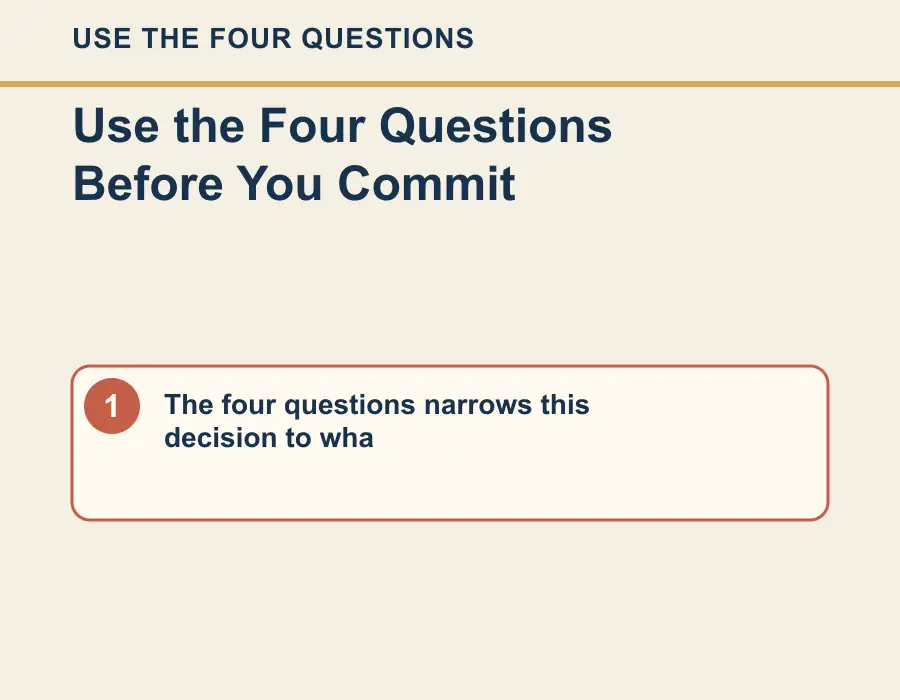 USE THE FOUR QUESTIONS
Use the Four Questions
Before You Commit
1
The four questions narrows this
decision to wha